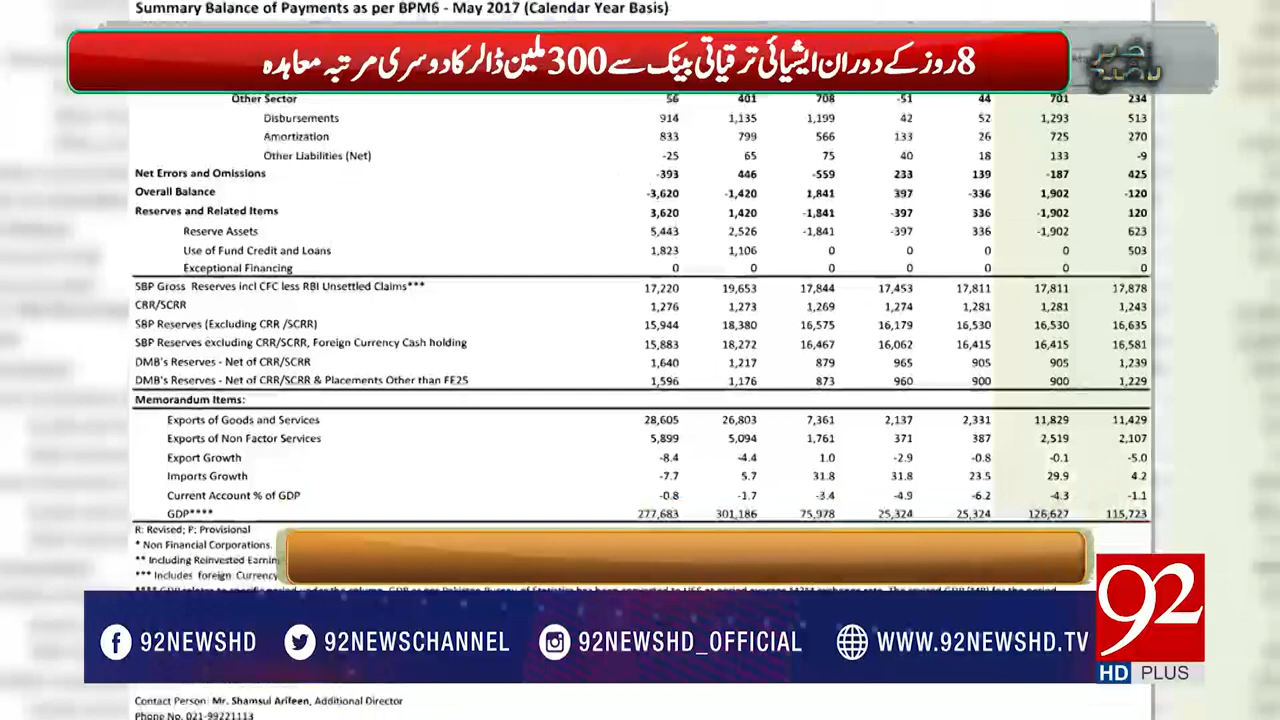 Summary Balance of Payments as per BPM6 - May 2017 (Calendar Year Basis)
8 روز کے دوران ایشیائی ترقیاتی بینک سے 300 ملین ڈالر کا دوسری مرتبہ معاہدہ
Other Sector 56 401 708 -51 44 701 234
Disbursements 914 1,135 1,199 42 52 1,293 513
Amortization 833 799 566 133 26 725 270
Other Liabilities (Net) -25 65 75 40 18 133 -9
Net Errors and Omissions -393 446 -559 233 139 -187 425
Overall Balance -3,620 -1,420 1,841 397 -336 1,902 -120
Reserves and Related Items 3,620 1,420 -1,841 -397 336 -1,902 120
Reserve Assets 5,443 2,526 -1,841 -397 336 -1,902 623
Use of Fund Credit and Loans 1,823 1,106 0 0 0 0 503
Exceptional Financing 0 0 0 0 0 0 0
SBP Gross Reserves incl CFC less RBI Unsettled Claims*** 17,220 19,653 17,844 17,453 17,811 17,811 17,878
CRR/SCRR 1,276 1,273 1,269 1,274 1,281 1,281 1,243
SBP Reserves (Excluding CRR /SCRR) 15,944 18,380 16,575 16,179 16,530 16,530 16,635
SBP Reserves excluding CRR/SCRR, Foreign Currency Cash holding 15,883 18,272 16,467 16,062 16,415 16,415 16,581
DMB's Reserves - Net of CRR/SCRR 1,640 1,217 879 965 905 905 1,239
DMB's Reserves - Net of CRR/SCRR & Placements Other than FE25 1,596 1,176 873 960 900 900 1,229
Memorandum Items:
Exports of Goods and Services 28,605 26,803 7,361 2,137 2,331 11,829 11,429
Exports of Non Factor Services 5,899 5,094 1,761 371 387 2,519 2,107
Export Growth -8.4 -4.4 1.0 -2.9 -0.8 -0.1 -5.0
Imports Growth -7.7 5.7 31.8 31.8 23.5 29.9 4.2
Current Account % of GDP -0.8 -1.7 -3.4 -4.9 -6.2 -4.3 -1.1
GDP**** 277,683 301,186 75,978 25,324 25,324 126,627 115,723
R: Revised; P: Provisional
* Non Financial Corporations.
** Including Reinvested Earnin
*** Includes foreign Currency
92NEWSHD 92NEWSCHANNEL 92NEWSHD_OFFICIAL WWW.92NEWSHD.TV
92
HD PLUS
Contact Person: Mr. Shamsul Arifeen, Additional Director
Phone No. 021-99221113